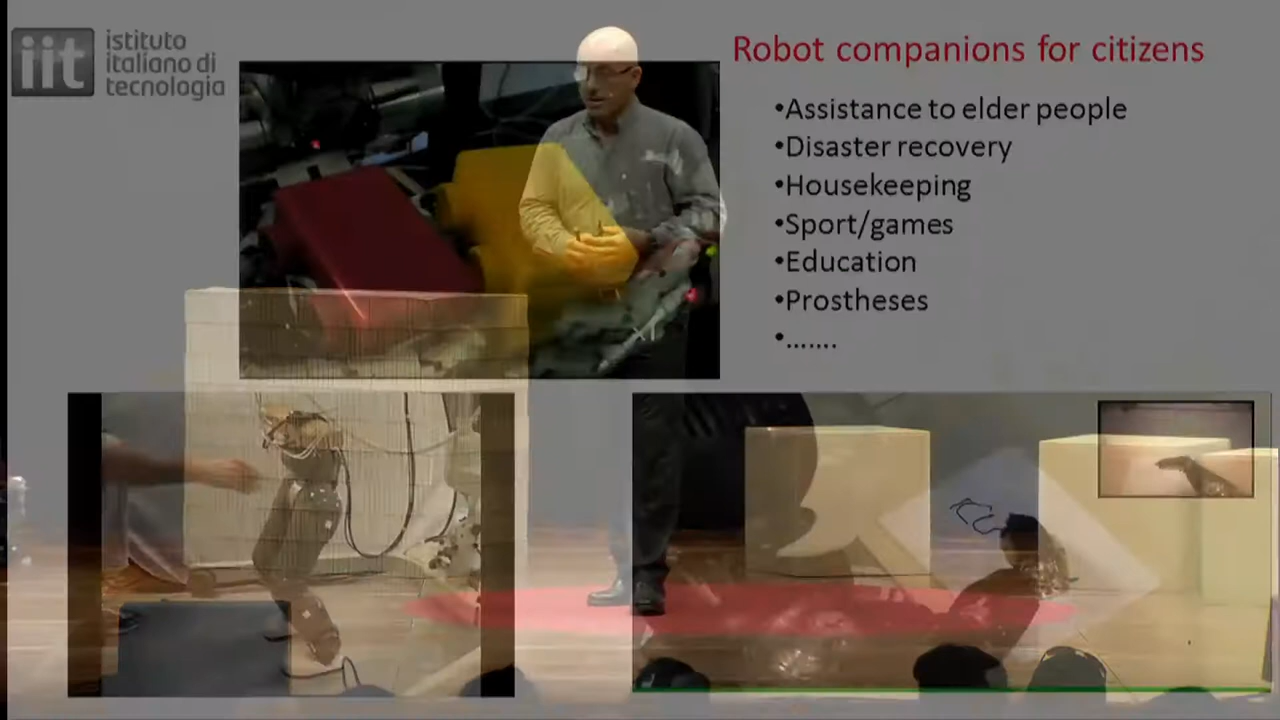 iit
istituto
italiano di
tecnologia
Robot companions for citizens
•Assistance to elder people
•Disaster recovery
•Housekeeping
•Sport/games
•Education
•Prostheses
•.......